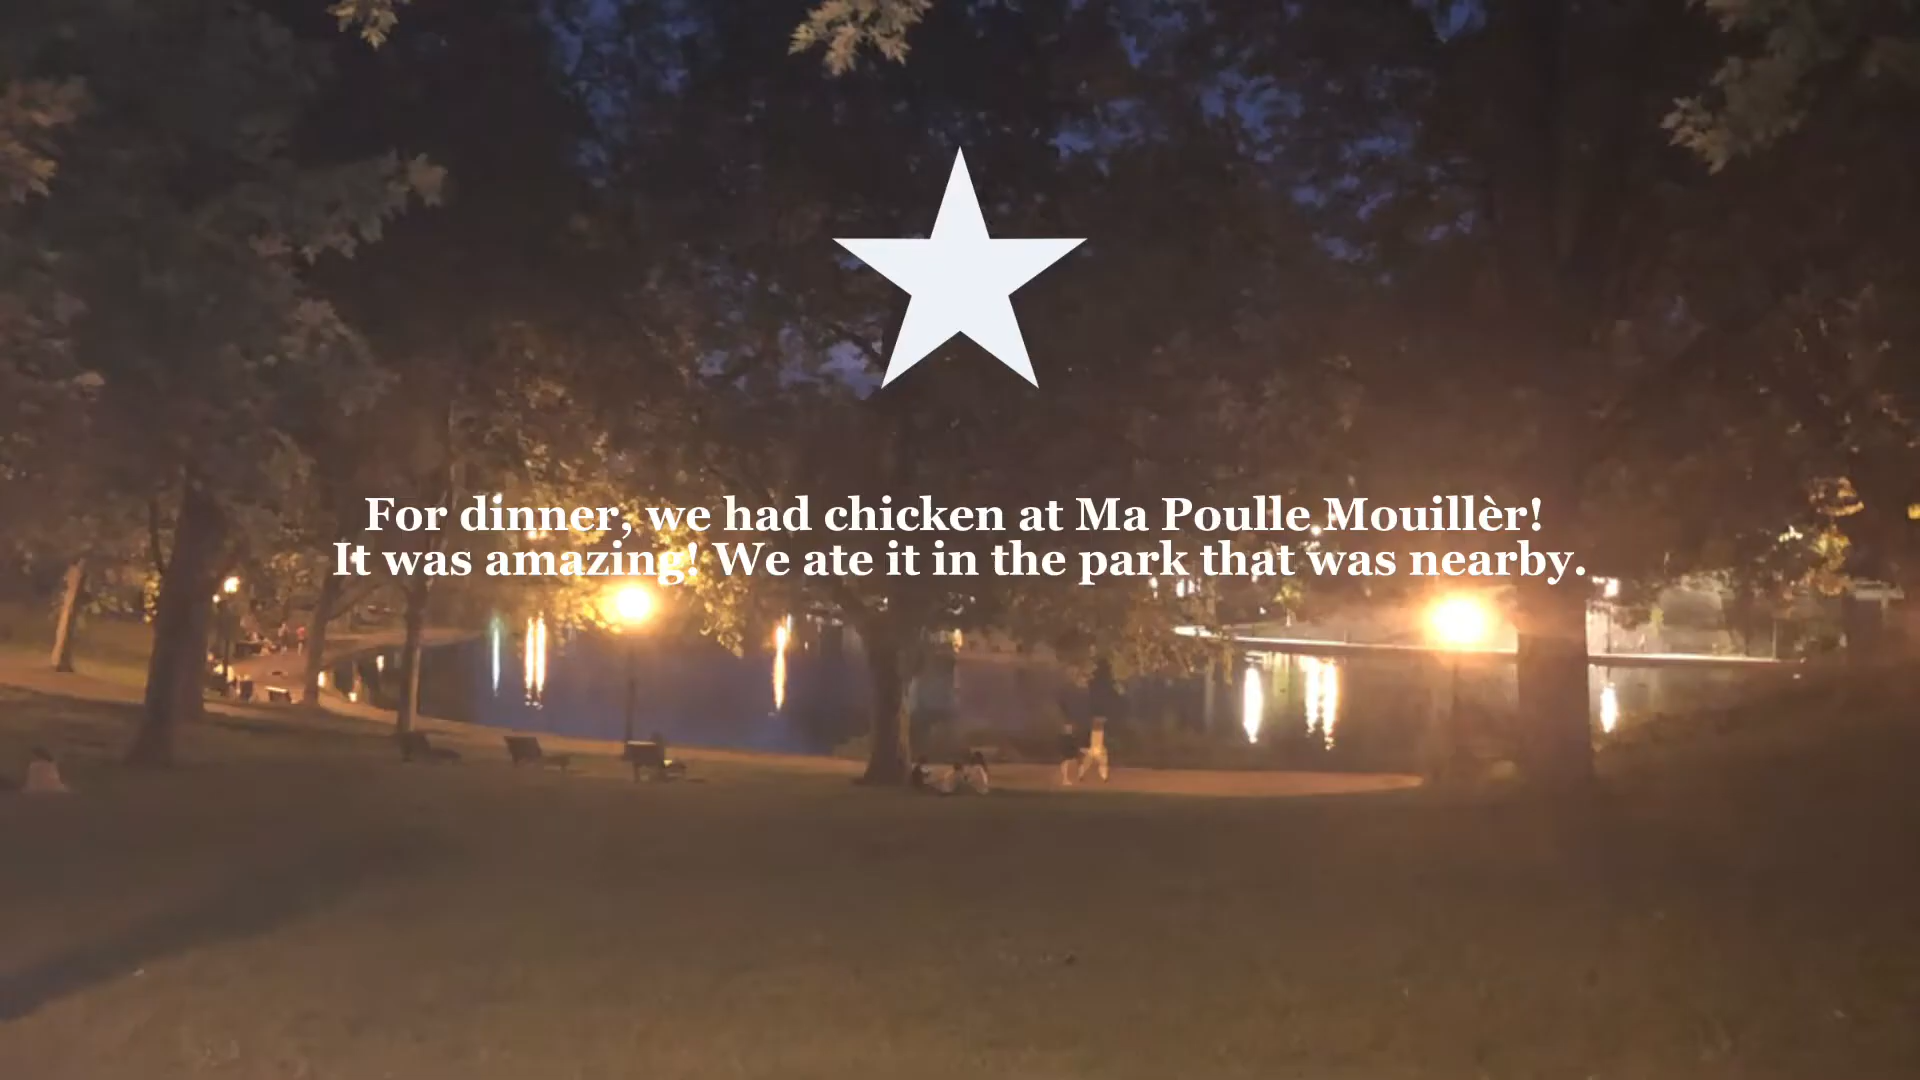 For dinner, we had chicken at Ma Poulle Mouillèr!
It was amazing! We ate it in the park that was nearby.